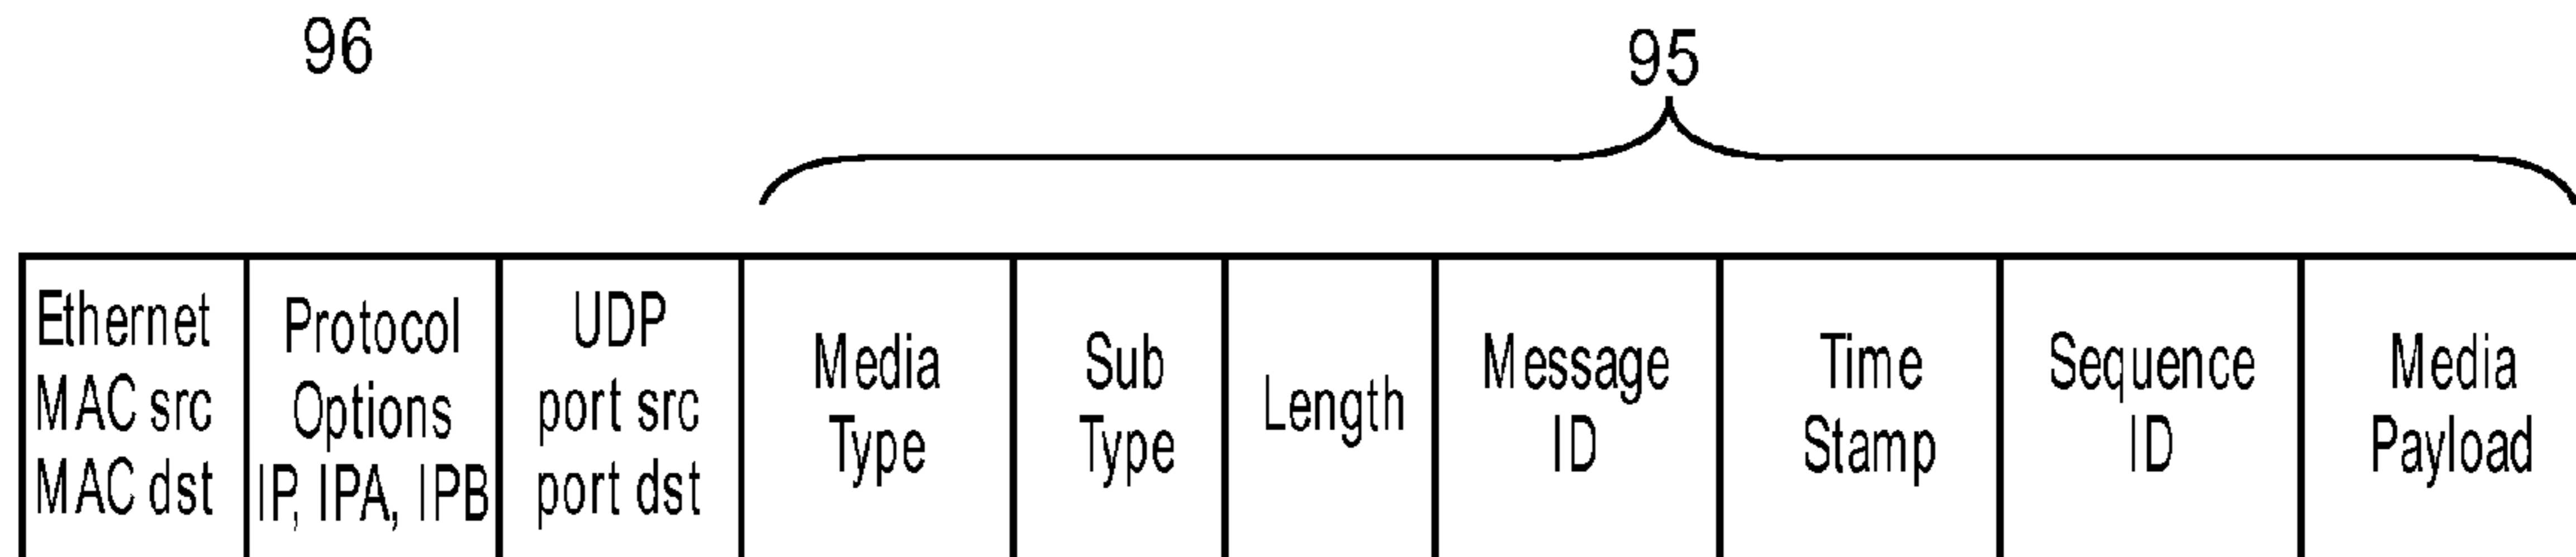 96
95
Ethernet
MAC src
MAC dst
Protocol
Options
IP, IPA, IPB
UDP
port src
port dst
Media
Type
Sub
Type
Length
Message
ID
Time
Stamp
Sequence
ID
Media
Payload